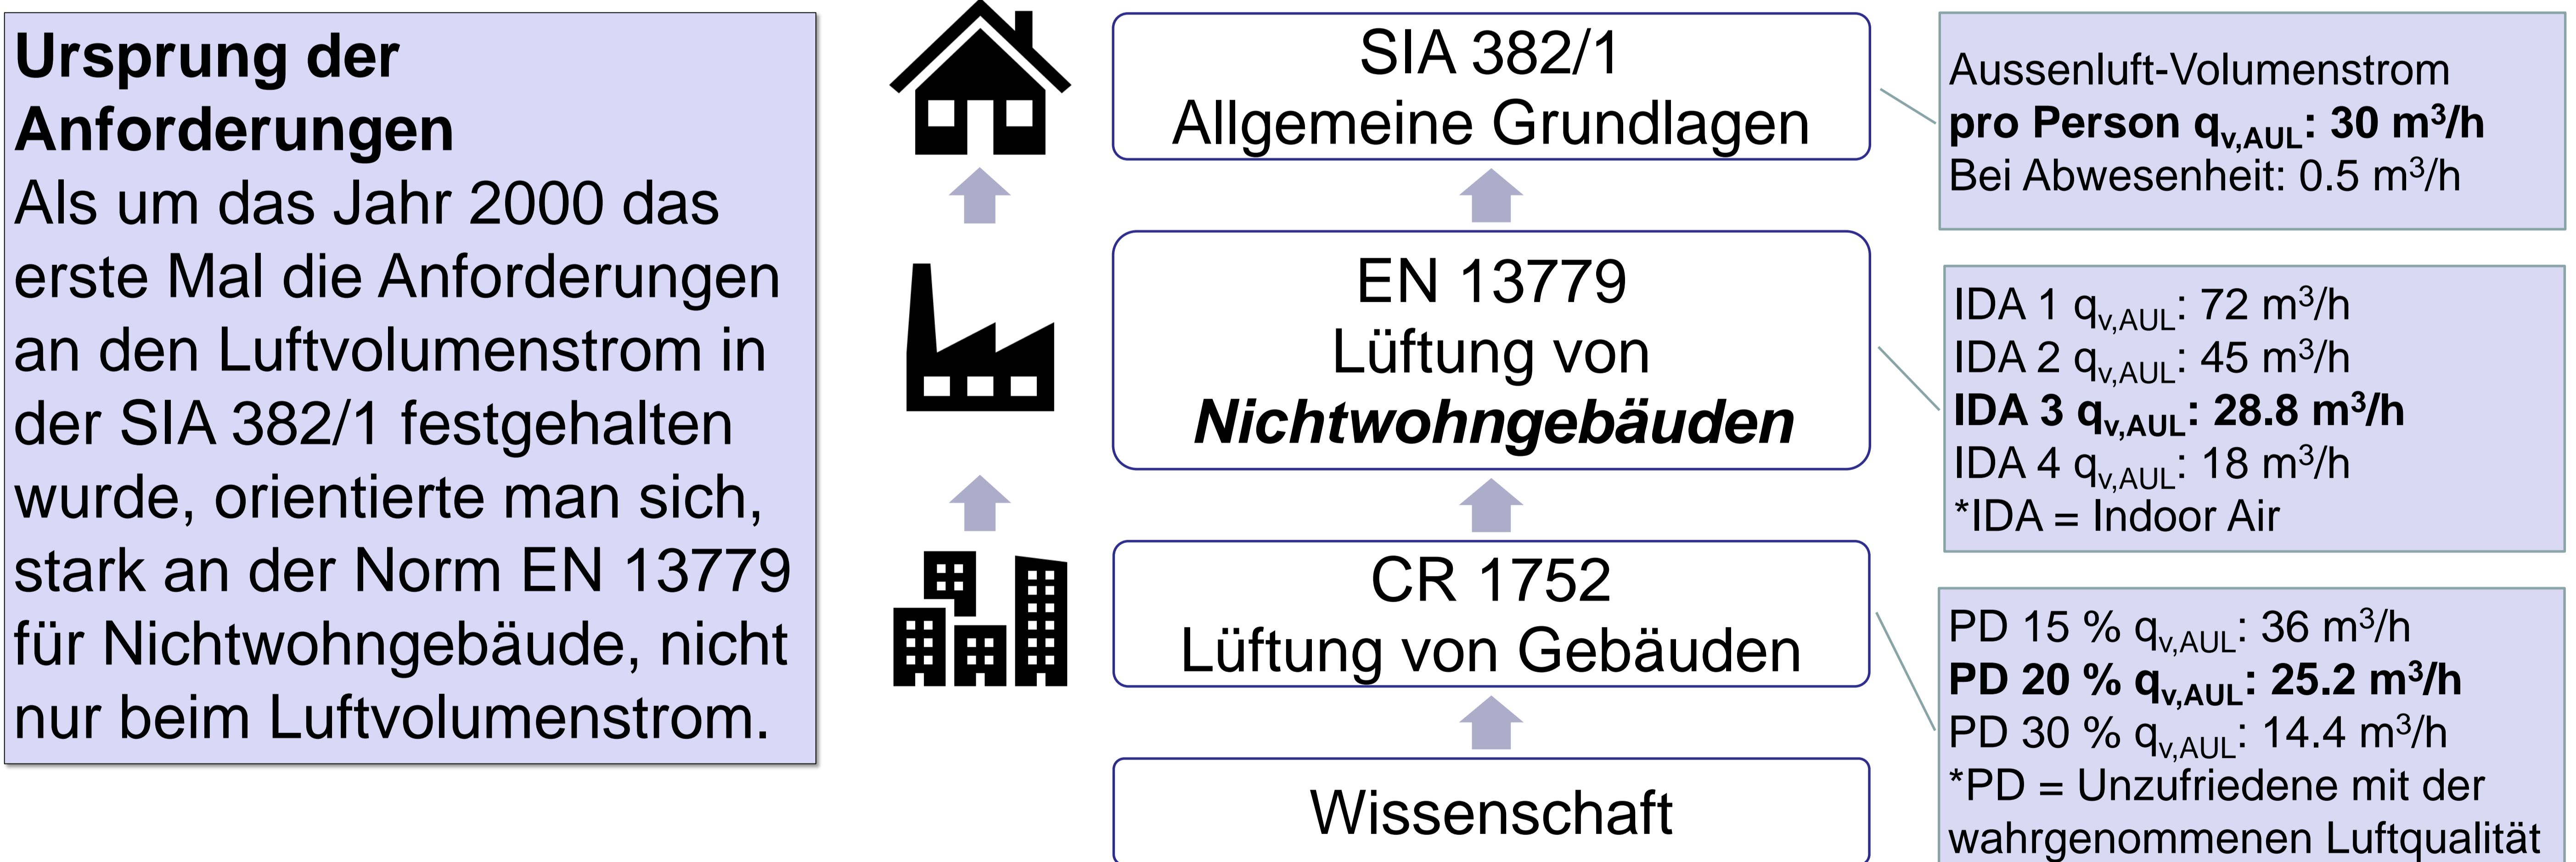 Ursprung der
Anforderungen
Als um das Jahr 2000 das
erste Mal die Anforderungen
an den Luftvolumenstrom in
der SIA 382/1 festgehalten
wurde, orientierte man sich,
stark an der Norm EN 13779
für Nichtwohngebäude, nicht
nur beim Luftvolumenstrom.
SIA 382/1
Allgemeine Grundlagen
Aussenluft-Volumenstrom
pro Person qv,AUL: 30 m³/h
Bei Abwesenheit: 0.5 m³/h
EN 13779
Lüftung von
Nichtwohngebäuden
IDA 1 qv,AUL: 72 m³/h
IDA 2 qv,AUL: 45 m³/h
IDA 3 qv,AUL: 28.8 m³/h
IDA 4 qv,AUL: 18 m³/h
*IDA = Indoor Air
CR 1752
Lüftung von Gebäuden
PD 15 % qv,AUL: 36 m³/h
PD 20 % qv,AUL: 25.2 m³/h
PD 30 % qv,AUL: 14.4 m³/h
*PD = Unzufriedene mit der
wahrgenommenen Luftqualität
Wissenschaft